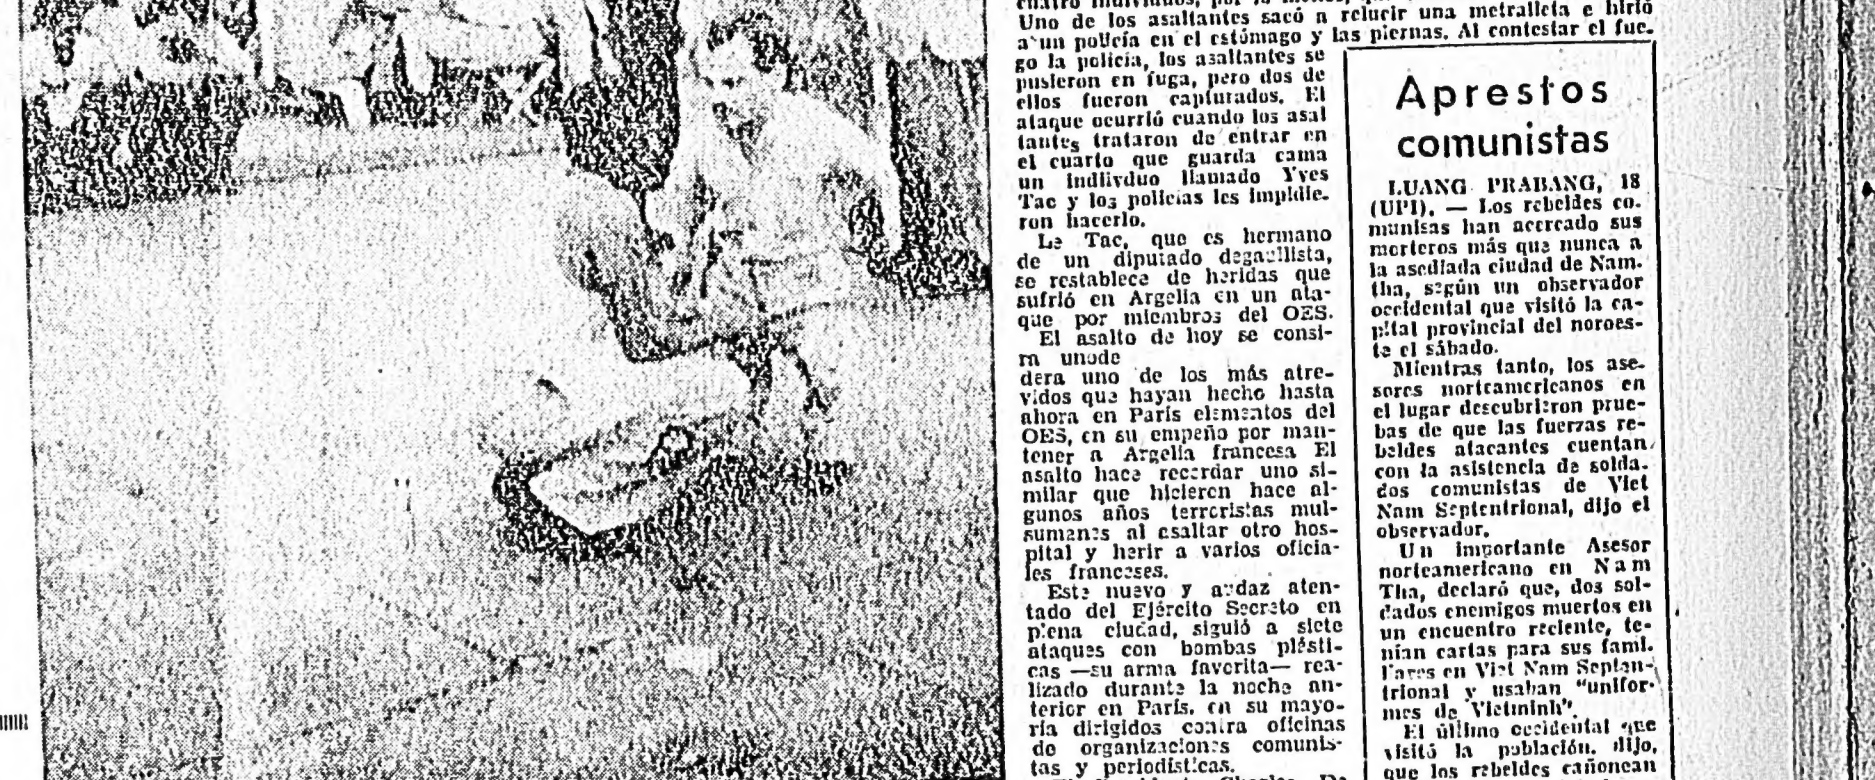 Uno de los asaltantes sacó a relucir una metralleta e hirió
a un policía en el estómago y las piernas. Al contestar el fue-
go la policía, los asaltantes se
pusieron en fuga, pero dos de
ellos fueron capturados. El
ataque ocurrió cuando los asal
tantes trataron de entrar en
el cuarto que guarda cama
un indiivduo llamado Yves
Tac y los policías les impidie-
ron hacerlo.
Le Tac, que es hermano
de un diputado degaullista,
se restablece de heridas que
sufrió en Argelia en un ata-
que por miembros del OES.
El asalto de hoy se consi-
ra unode
dera uno de los más atre-
vidos que hayan hecho hasta
ahora en París elementos del
OES, en su empeño por man-
tener a Argelia francesa El
asalto hace recordar uno si-
milar que hicieron hace al-
gunos años terroristas mul-
sumanes al asaltar otro hos-
pital y herir a varios oficia-
les franceses.
Este nuevo y audaz aten-
tado del Ejército Secreto en
plena ciudad, siguió a siete
ataques con bombas plásti-
cas —su arma favorita— rea-
lizado durante la noche an-
terior en París, en su mayo-
ría dirigidos contra oficinas
de organizaciones comunis-
tas y periodísticas.
Aprestos
comunistas
LUANG PRABANG, 18
(UPI). — Los rebeldes co-
munisas han acercado sus
morteros más que nunca a
la asediada ciudad de Nam-
tha, según un observador
occidental que visitó la ca-
pital provincial del noroes-
te el sábado.
Mientras tanto, los ase-
sores norteamericanos en
el lugar descubrieron prue-
bas de que las fuerzas re-
beldes atacantes cuentan
con la asistencia de solda-
dos comunistas de Viet
Nam Septentrional, dijo el
observador.
Un importante Asesor
norteamericano en Nam
Tha, declaró que, dos sol-
dados enemigos muertos en
un encuentro reciente, te-
nían cartas para sus fami-
liares en Viet Nam Septen-
trional y usaban "unifor-
mes de Vietminh".
El último occidental que
visitó la población, dijo,
que los rebeldes cañonean